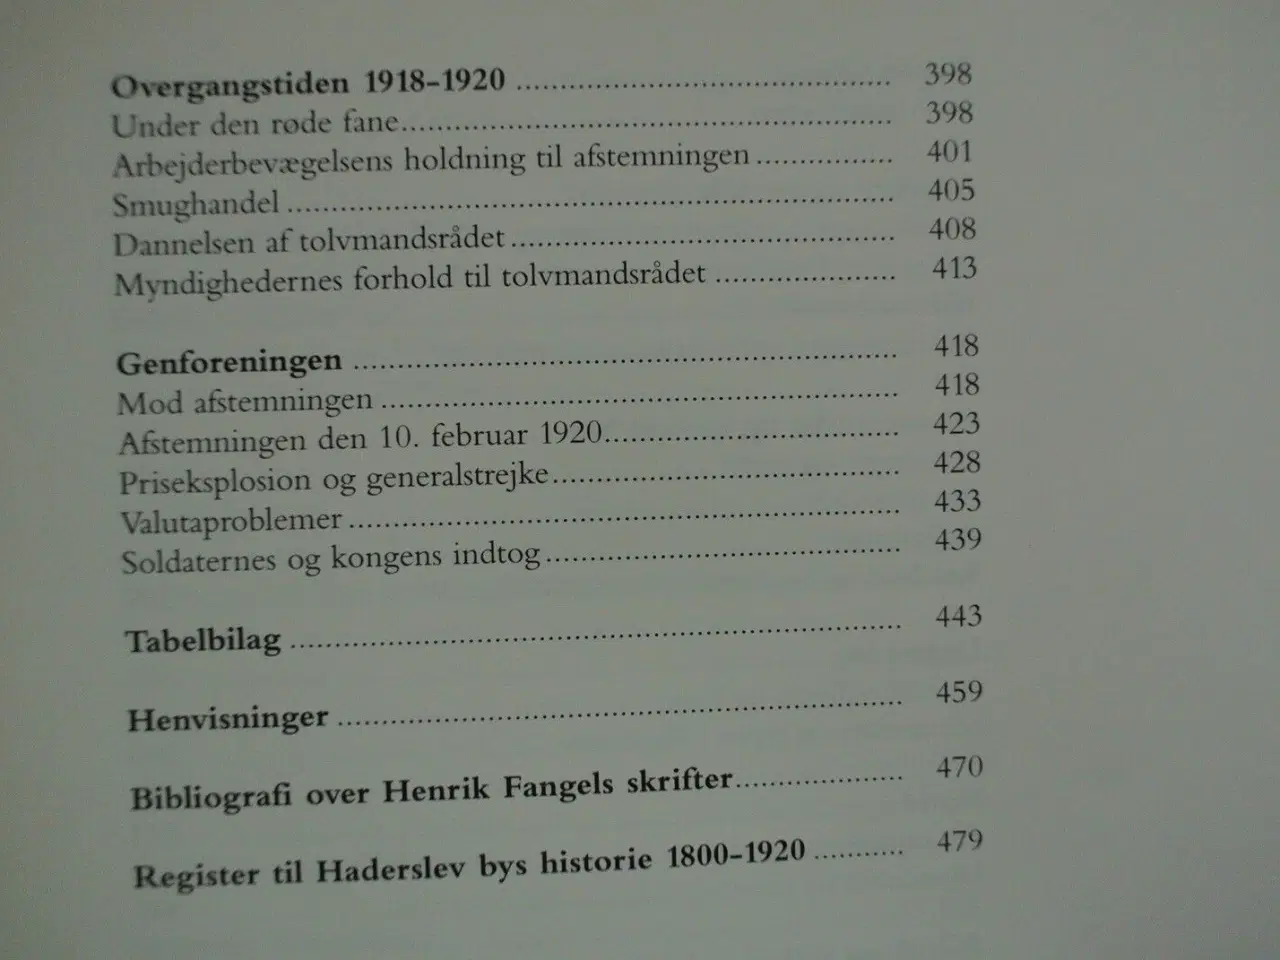 Overgangstiden 1918–1920 ........................................ 398
Under den røde fane........................................................ 398
Arbejderbevægelsens holdning til afstemningen ............... 401
Smughandel ..................................................................... 405
Dannelsen af tolvmandsrådet ........................................... 408
Myndighedernes forhold til tolvmandsrådet .................... 413
Genforeningen ............................................................... 418
Mod afstemningen ........................................................... 418
Afstemningen den 10. februar 1920................................. 423
Priseksplosion og generalstrejke....................................... 428
Valutaproblemer ............................................................... 433
Soldaternes og kongens indtog ........................................ 439
Tabelbilag ...................................................................... 443
Henvisninger ................................................................. 459
Bibliografi over Henrik Fangels skrifter................... 470
Register til Haderslev bys historie 1800–1920 .......... 479